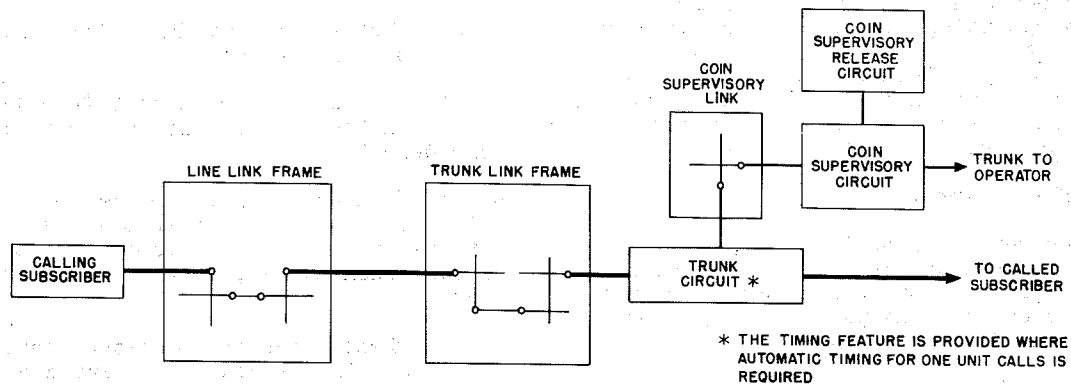 COIN
SUPERVISORY
RELEASE
CIRCUIT
COIN
SUPERVISORY
LINK
COIN
SUPERVISORY
CIRCUIT
TRUNK TO
OPERATOR
LINE LINK FRAME
TRUNK LINK FRAME
CALLING
SUBSCRIBER
TRUNK
CIRCUIT *
TO CALLED
SUBSCRIBER
* THE TIMING FEATURE IS PROVIDED WHERE
AUTOMATIC TIMING FOR ONE UNIT CALLS IS
REQUIRED